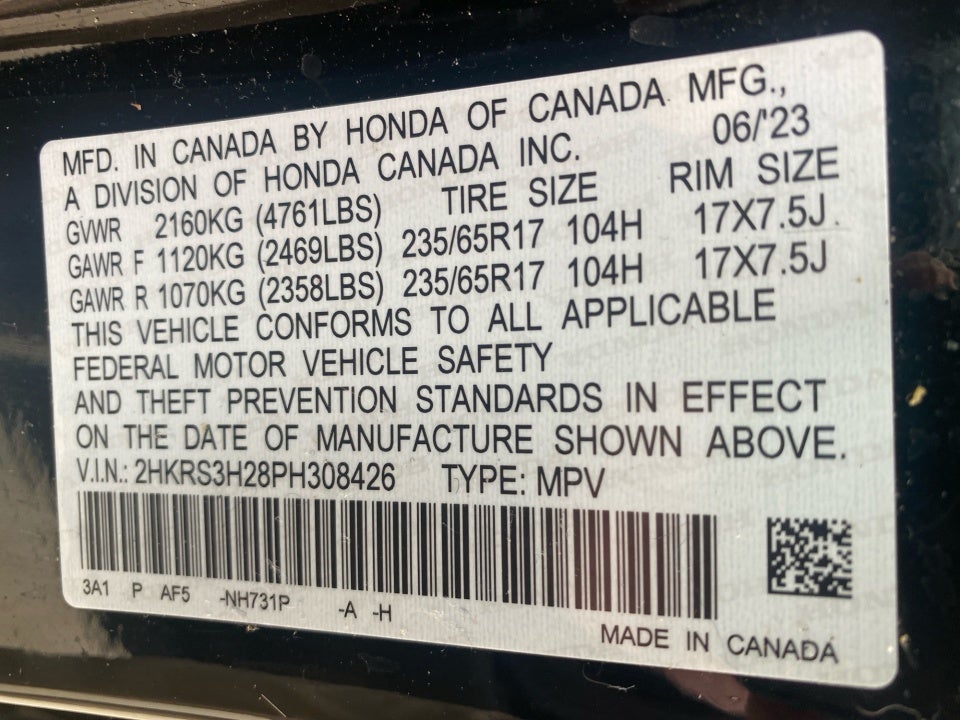 MFD. IN CANADA BY HONDA OF CANADA MFG.,
A DIVISION OF HONDA CANADA INC. 06/'23
GVWR 2160KG (4761LBS) TIRE SIZE RIM SIZE
GAWR F 1120KG (2469LBS) 235/65R17 104H 17X7.5J
GAWR R 1070KG (2358LBS) 235/65R17 104H 17X7.5J
THIS VEHICLE CONFORMS TO ALL APPLICABLE
FEDERAL MOTOR VEHICLE SAFETY
AND THEFT PREVENTION STANDARDS IN EFFECT
ON THE DATE OF MANUFACTURE SHOWN ABOVE.
V.I.N.: 2HKRS3H28PH308426 TYPE: MPV
3A1 P AF5 -NH731P -A -H
MADE IN CANADA